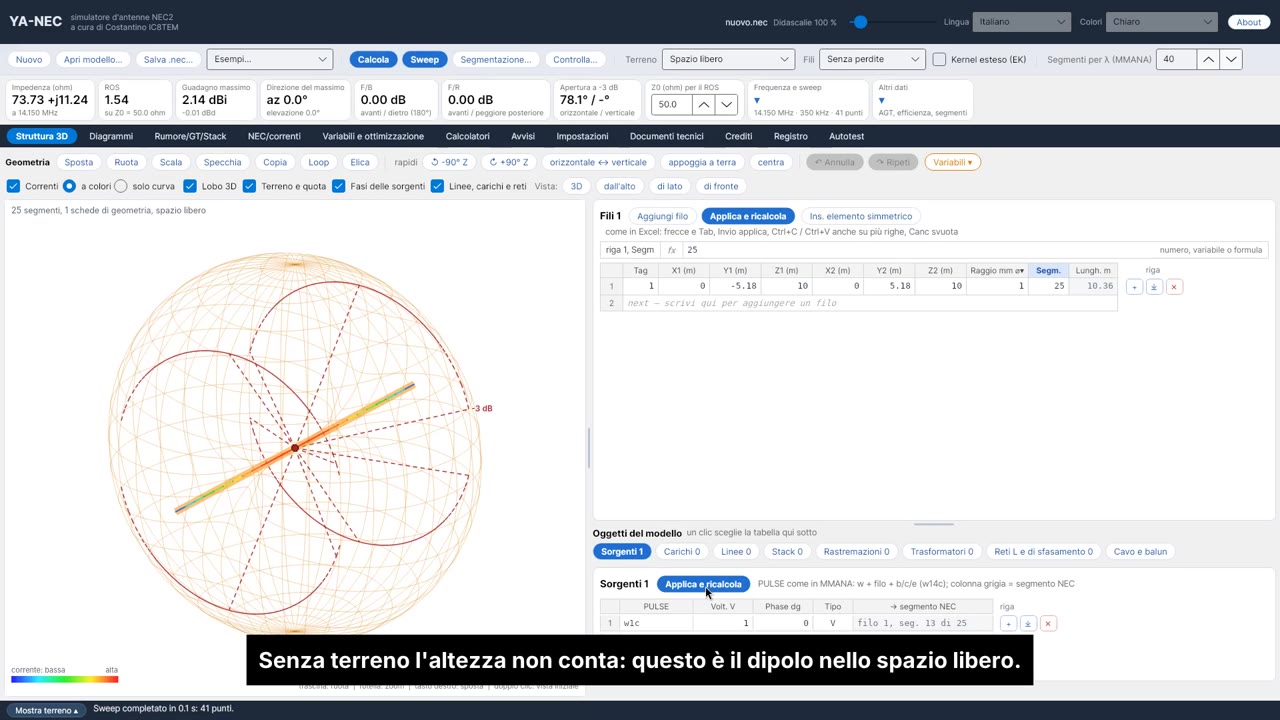 YA-NEC
simulatore d'antenne NEC2
a cura di Costantino IC8TEM
nuovo.nec Didascalie 100 % Lingua Italiano Colori Chiaro About
Nuovo Apri modello... Salva .nec... Esempi... Calcola Sweep Segmentazione... Controlla... Terreno Spazio libero Fili Senza perdite Kernel esteso (EK) Segmenti per λ (MMANA) 40
Impedenza (ohm)
73.73 +j11.24
a 14.150 MHz
ROS
1.54
su Z0 = 50.0 ohm
Guadagno massimo
2.14 dBi
-0.01 dBd
Direzione del massimo
az 0.0°
elevazione 0.0°
F/B
0.00 dB
avanti / dietro (180°)
F/R
0.00 dB
avanti / peggiore posteriore
Apertura a -3 dB
78.1° / -°
orizzontale / verticale
Z0 (ohm) per il ROS
50.0
Frequenza e sweep
▼
14.150 MHz · 350 kHz · 41 punti
Altri dati
▼
AGT, efficienza, segmenti
Struttura 3D Diagrammi Rumore/GT/Stack NEC/correnti Variabili e ottimizzazione Calcolatori Avvisi Impostazioni Documenti tecnici Crediti Registro Autotest
Geometria Sposta Ruota Scala Specchia Copia Loop Elica rapidi ↺ -90° Z ↻ +90° Z orizzontale ↔ verticale appoggia a terra centra ↶ Annulla ↷ Ripeti Variabili ▾
Correnti a colori solo curva Lobo 3D Terreno e quota Fasi delle sorgenti Linee, carichi e reti Vista: 3D dall'alto di lato di fronte
25 segmenti, 1 schede di geometria, spazio libero
-3 dB
corrente: bassa alta
Fili 1 Aggiungi filo Applica e ricalcola Ins. elemento simmetrico
come in Excel: frecce e Tab, Invio applica, Ctrl+C / Ctrl+V anche su più righe, Canc svuota
riga 1, Segm fx 25 numero, variabile o formula
Tag X1 (m) Y1 (m) Z1 (m) X2 (m) Y2 (m) Z2 (m) Raggio mm ⌀▾ Segm. Lungh. m riga
1 1 0 -5.18 10 0 5.18 10 1 25 10.36 + ×
2 next — scrivi qui per aggiungere un filo
Oggetti del modello un clic sceglie la tabella qui sotto
Sorgenti 1 Carichi 0 Linee 0 Stack 0 Rastremazioni 0 Trasformatori 0 Reti L e di sfasamento 0 Cavo e balun
Sorgenti 1 Applica e ricalcola PULSE come in MMANA: w + filo + b/c/e (w14c); colonna grigia = segmento NEC
PULSE Volt. V Phase dg Tipo → segmento NEC riga
1 w1c 1 0 V filo 1, seg. 13 di 25 + ×
Senza terreno l'altezza non conta: questo è il dipolo nello spazio libero.
Mostra terreno ▴ Sweep completato in 0.1 s: 41 punti.